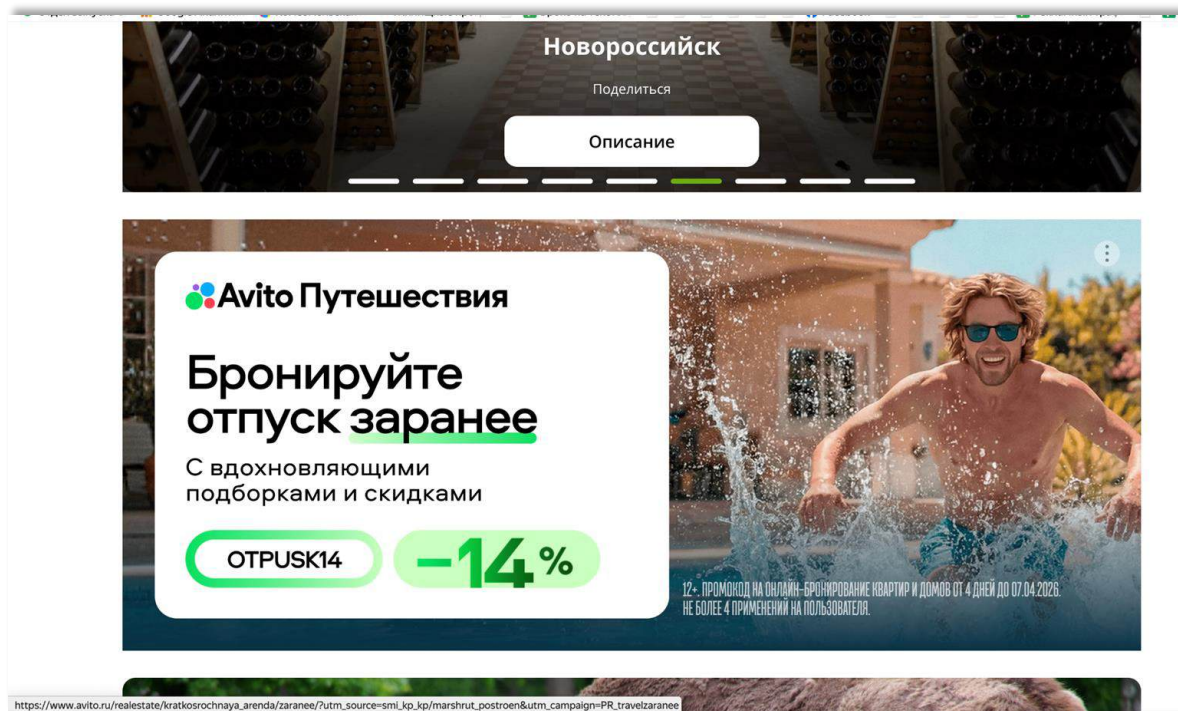 Новороссийск
Поделиться
Описание
Avito Путешествия
Бронируйте
отпуск заранее
С вдохновляющими
подборками и скидками
OTPUSK14
–14%
12+. ПРОМОКОД НА ОНЛАЙН-БРОНИРОВАНИЕ КВАРТИР И ДОМОВ ОТ 4 ДНЕЙ ДО 07.04.2026.
НЕ БОЛЕЕ 4 ПРИМЕНЕНИЙ НА ПОЛЬЗОВАТЕЛЯ.
https://www.avito.ru/realestate/kratkosrochnaya_arenda/zaranee/?utm_source=smi_kp_kp/marshrut_postroen&utm_campaign=PR_travelzaranee